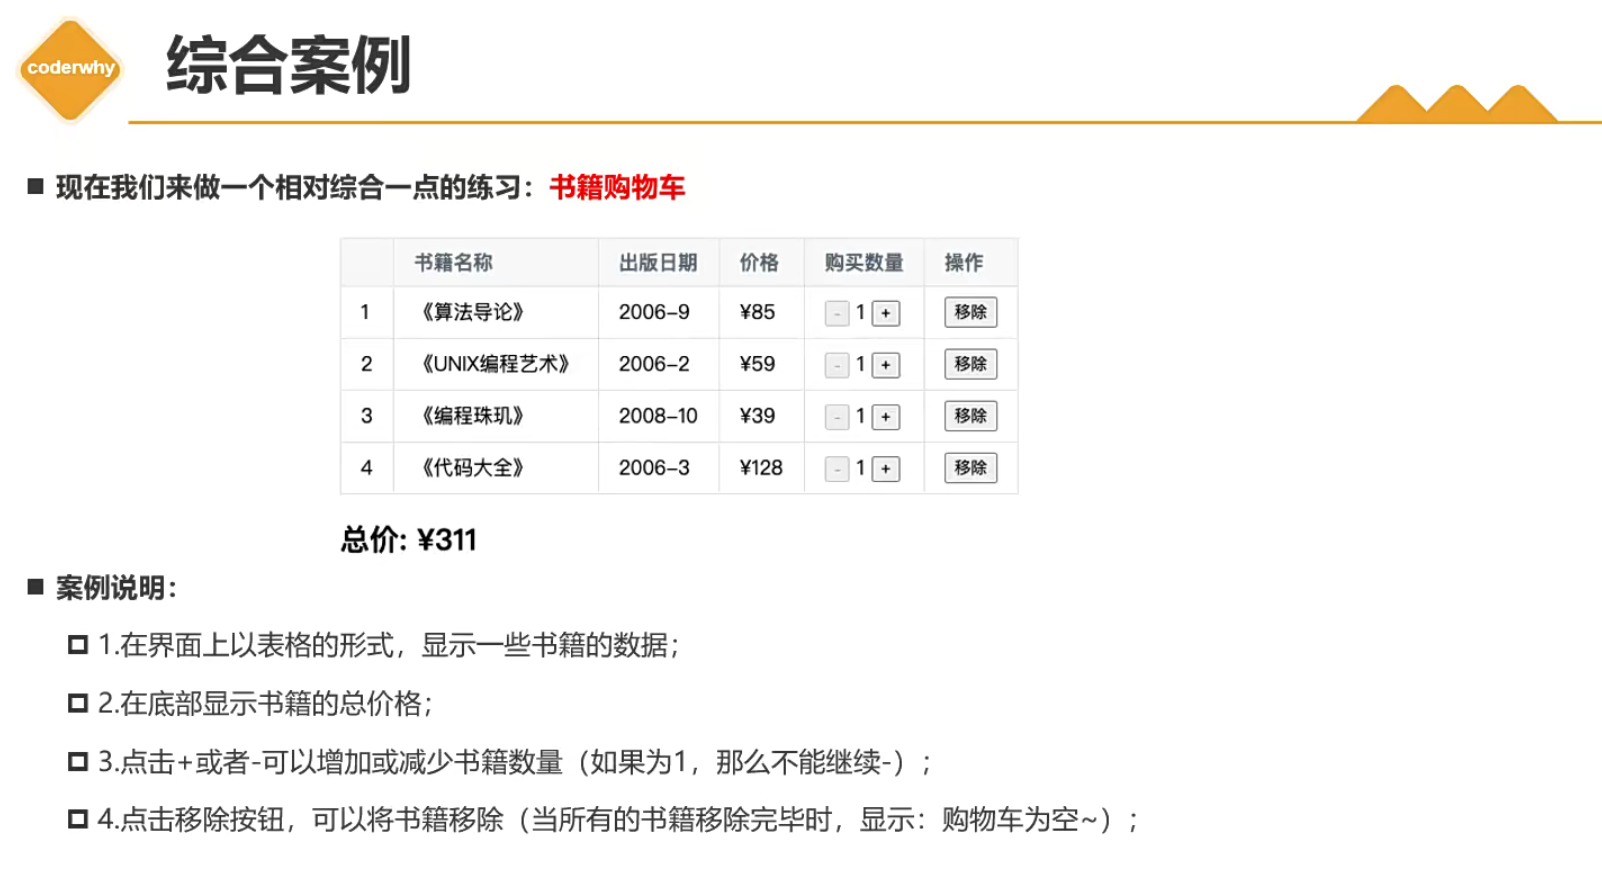 coderwhy
综合案例
现在我们来做一个相对综合一点的练习：书籍购物车
书籍名称 出版日期 价格 购买数量 操作
1 《算法导论》 2006-9 ¥85 - 1 + 移除
2 《UNIX编程艺术》 2006-2 ¥59 - 1 + 移除
3 《编程珠玑》 2008-10 ¥39 - 1 + 移除
4 《代码大全》 2006-3 ¥128 - 1 + 移除
总价: ¥311
案例说明：
1.在界面上以表格的形式，显示一些书籍的数据；
2.在底部显示书籍的总价格；
3.点击+或者-可以增加或减少书籍数量（如果为1，那么不能继续-）；
4.点击移除按钮，可以将书籍移除（当所有的书籍移除完毕时，显示：购物车为空~）；